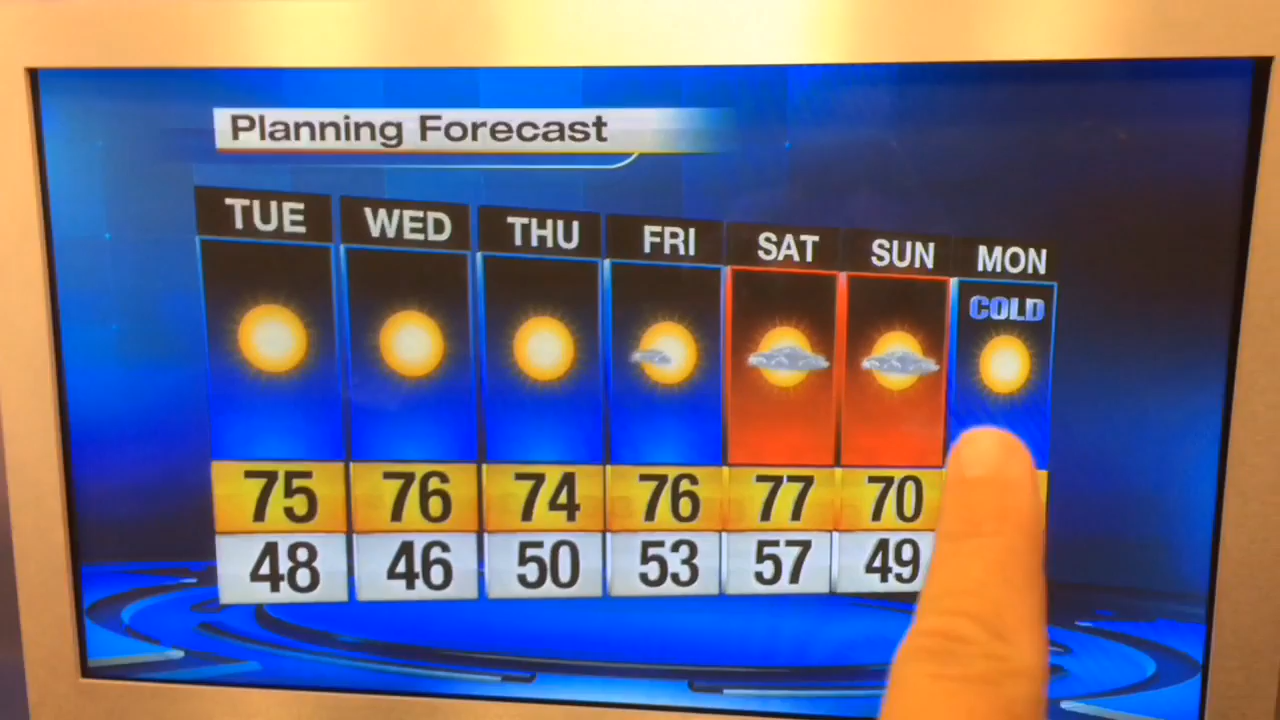 Planning Forecast
TUE WED THU FRI SAT SUN MON
COLD
75 76 74 76 77 70
48 46 50 53 57 49